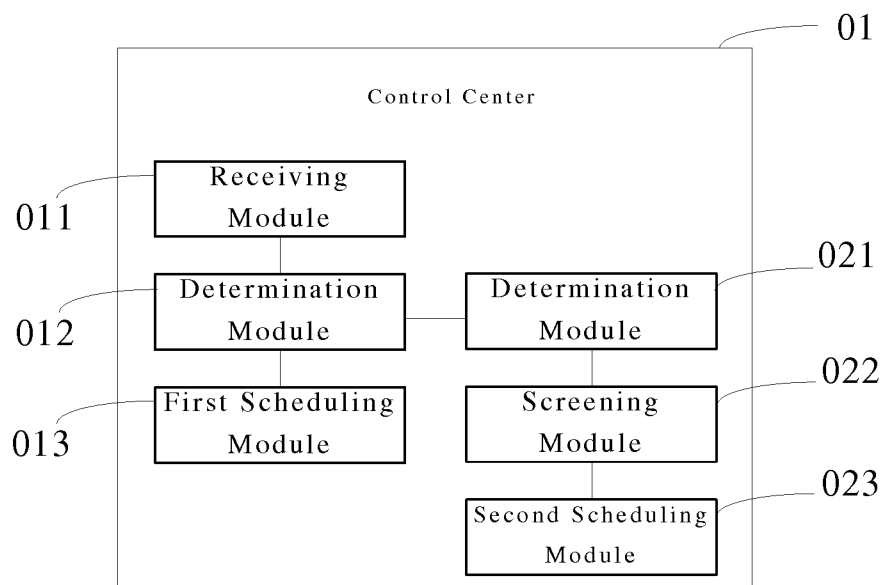 01
Control Center
Receiving
Module
011
Determination
Module
012
First Scheduling
Module
013
Determination
Module
021
Screening
Module
022
Second Scheduling
Module
023